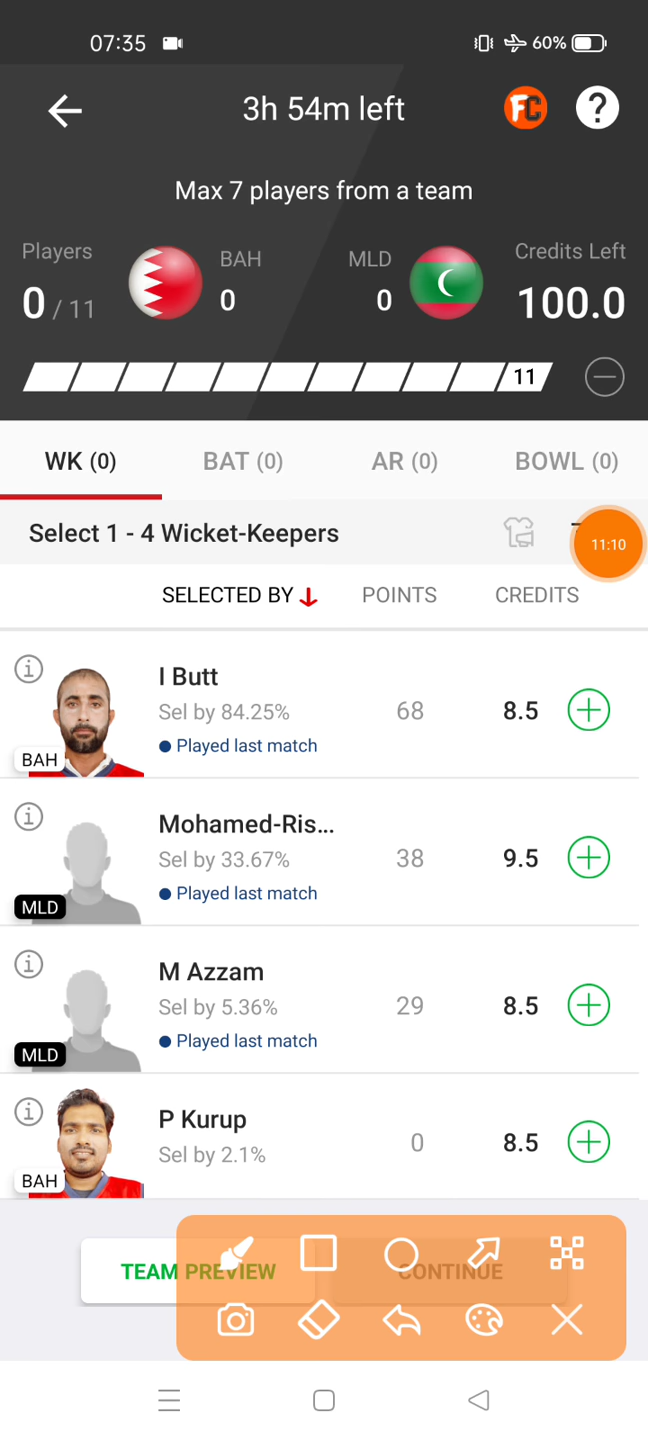 07:35
60%
3h 54m left
FC
?
Max 7 players from a team
Players
BAH
MLD
Credits Left
0 / 11
0
0
100.0
11
WK (0)
BAT (0)
AR (0)
BOWL (0)
Select 1 - 4 Wicket-Keepers
11:10
SELECTED BY
POINTS
CREDITS
I Butt
Sel by 84.25%
68
8.5
Played last match
BAH
Mohamed-Ris...
Sel by 33.67%
38
9.5
Played last match
MLD
M Azzam
Sel by 5.36%
29
8.5
Played last match
MLD
P Kurup
Sel by 2.1%
0
8.5
BAH
TEAM PREVIEW
CONTINUE